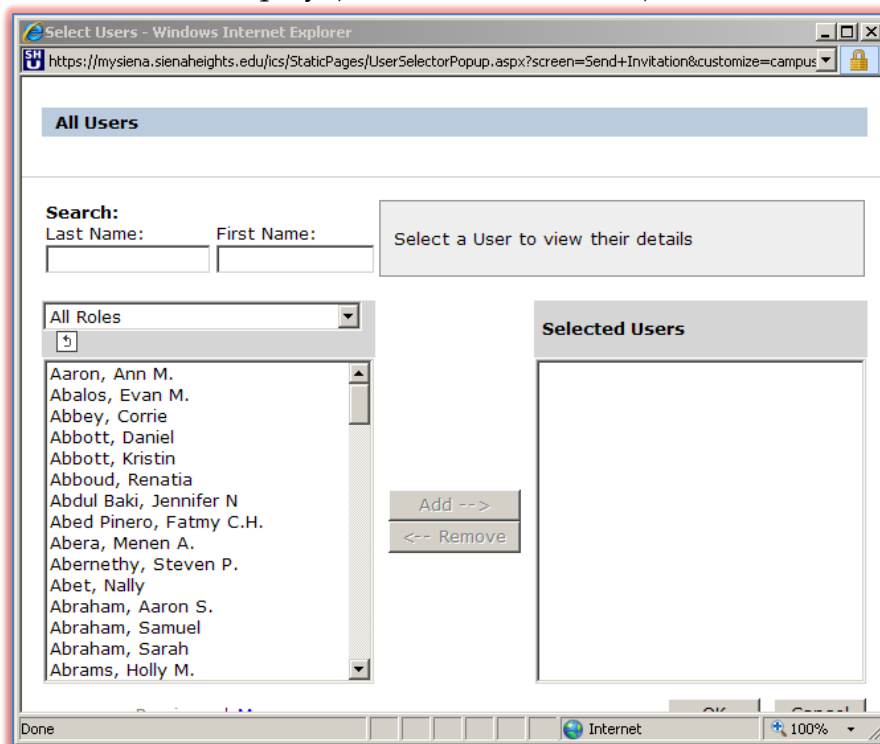 Select Users - Windows Internet Explorer
SH U https://mysiena.sienaheights.edu/ics/StaticPages/UserSelectorPopup.aspx?screen=Send+Invitation&customize=campus
All Users
Search:
Last Name: First Name:
Select a User to view their details
All Roles
Selected Users
Aaron, Ann M.
Abalos, Evan M.
Abbey, Corrie
Abbott, Daniel
Abbott, Kristin
Abboud, Renatia
Abdul Baki, Jennifer N
Abed Pinero, Fatmy C.H.
Abera, Menen A.
Abernethy, Steven P.
Abet, Nally
Abraham, Aaron S.
Abraham, Samuel
Abraham, Sarah
Abrams, Holly M.
Add -->
<-- Remove
OK Cancel
Done Internet 100%